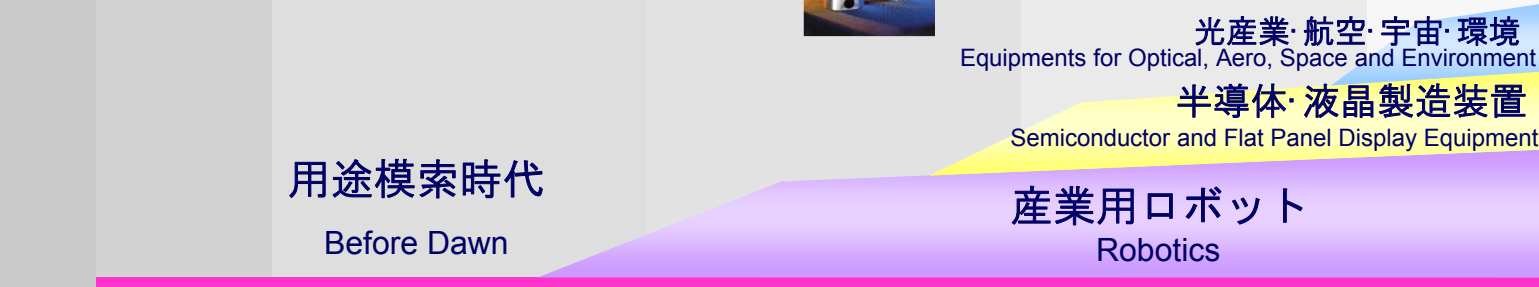 光産業･航空･宇宙･環境
Equipments for Optical, Aero, Space and Environment
半導体･液晶製造装置
Semiconductor and Flat Panel Display Equipment
用途模索時代
Before Dawn
産業用ロボット
Robotics